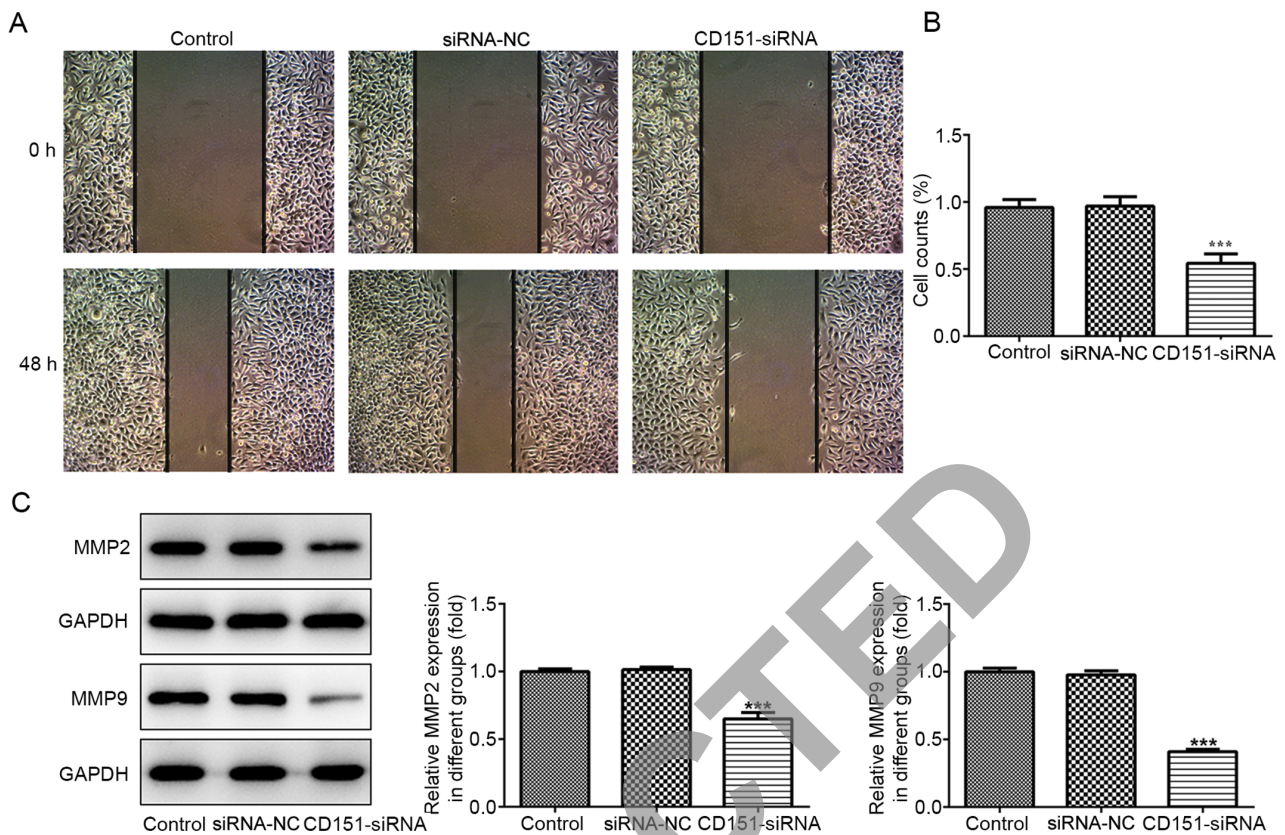 A
Control
siRNA-NC
CD151-siRNA
0 h
48 h
B
Cell counts (%)
1.5
1.0
0.5
0.0
***
Control
siRNA-NC
CD151-siRNA
C
MMP2
GAPDH
MMP9
GAPDH
Control
siRNA-NC
CD151-siRNA
Relative MMP2 expression
in different groups (fold)
1.5
1.0
0.5
0.0
***
Control
siRNA-NC
CD151-siRNA
Relative MMP9 expression
in different groups (fold)
1.5
1.0
0.5
0.0
***
Control
siRNA-NC
CD151-siRNA
CTED